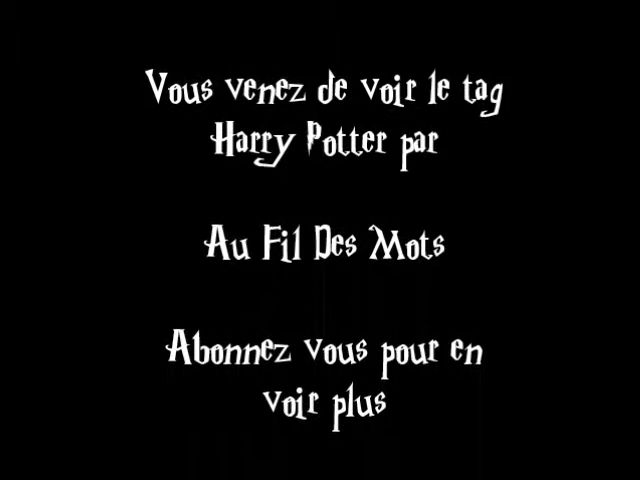 Vous venez de voir le tag
Harry Potter par
Au Fil Des Mots
Abonnez vous pour en
voir plus